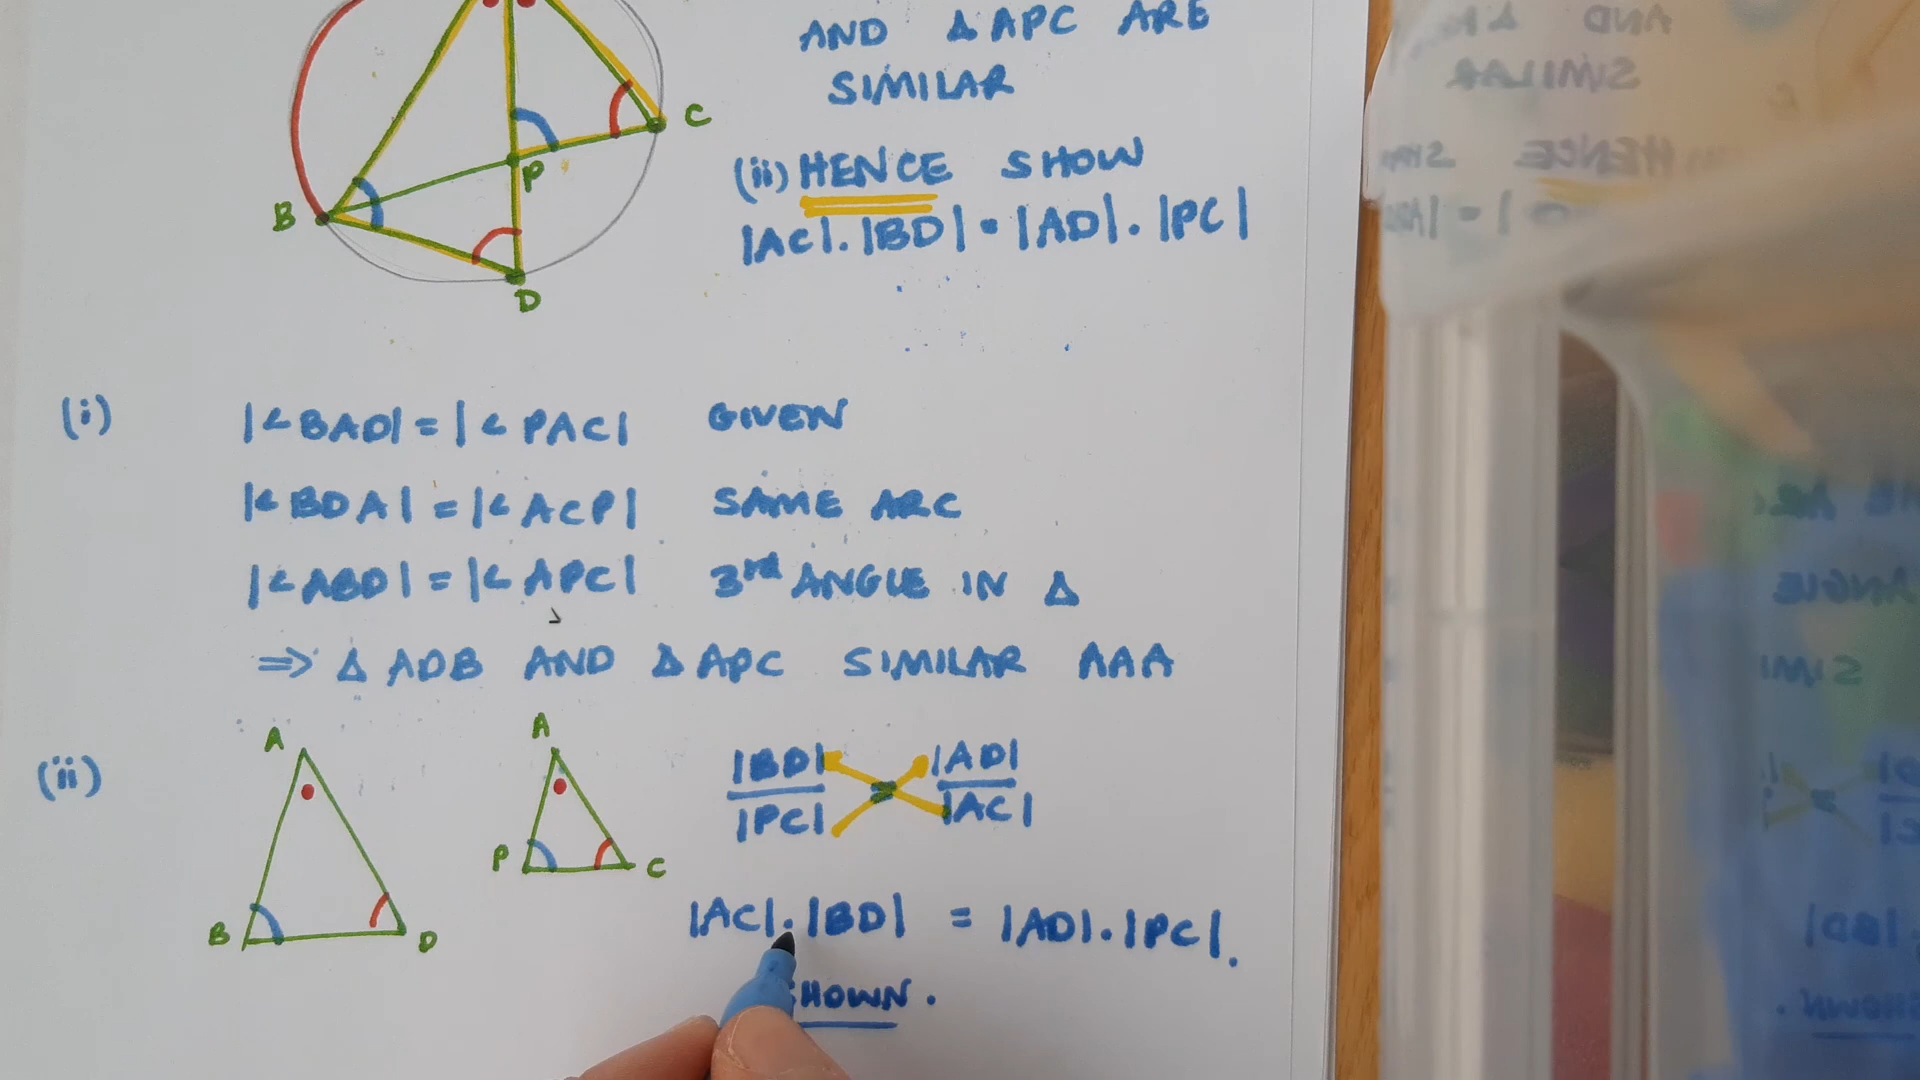 AND Δ APC ARE
SIMILAR
C
(ii) HENCE SHOW
P
B
|AC|.|BD| = |AD|.|PC|
D
(i)
|∠BAD| = |∠PAC| GIVEN
|∠BDA| = |∠ACP| SAME ARC
|∠ABD| = |∠APC| 3rd ANGLE IN Δ
=> Δ ADB AND Δ APC SIMILAR AAA
(ii)
A
B
D
A
P
C
|BD| = |AD|
|PC| |AC|
|AC|.|BD| = |AD|.|PC|.
HOWN.